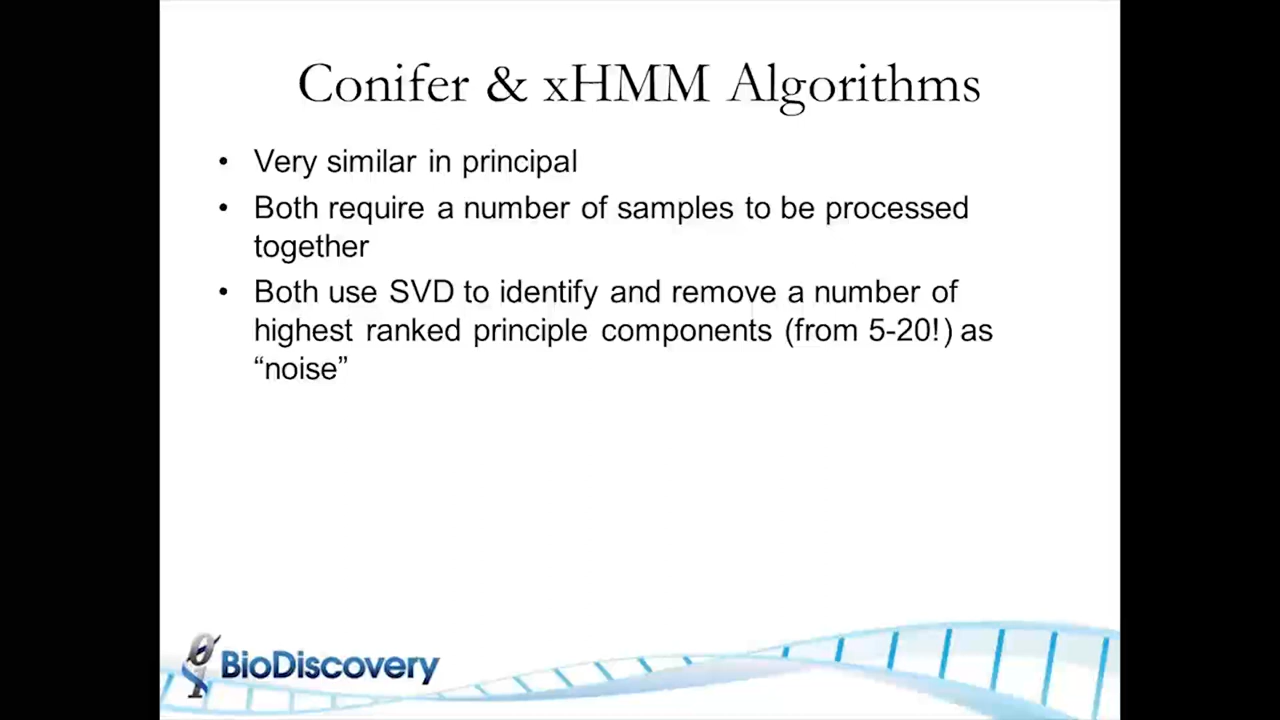 Conifer & xHMM Algorithms
• Very similar in principal
• Both require a number of samples to be processed
together
• Both use SVD to identify and remove a number of
highest ranked principle components (from 5-20!) as
“noise”
BioDiscovery